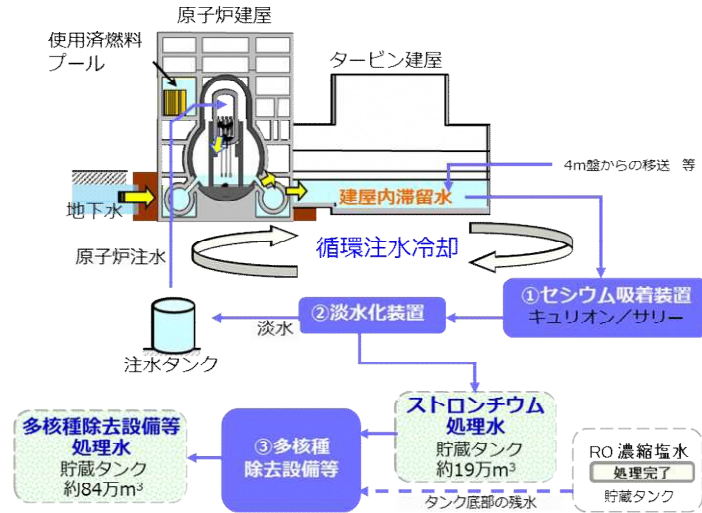 原子炉建屋
使用済燃料
プール
タービン建屋
4m盤からの移送　等
建屋内滞留水
地下水
原子炉注水
循環注水冷却
①セシウム吸着装置
キュリオン／サリー
②淡水化装置
淡水
注水タンク
ストロンチウム
処理水
貯蔵タンク
約19万m³
多核種除去設備等
処理水
貯蔵タンク
約84万m³
③多核種
除去設備等
RO 濃縮塩水
処理完了
貯蔵タンク
タンク底部の残水